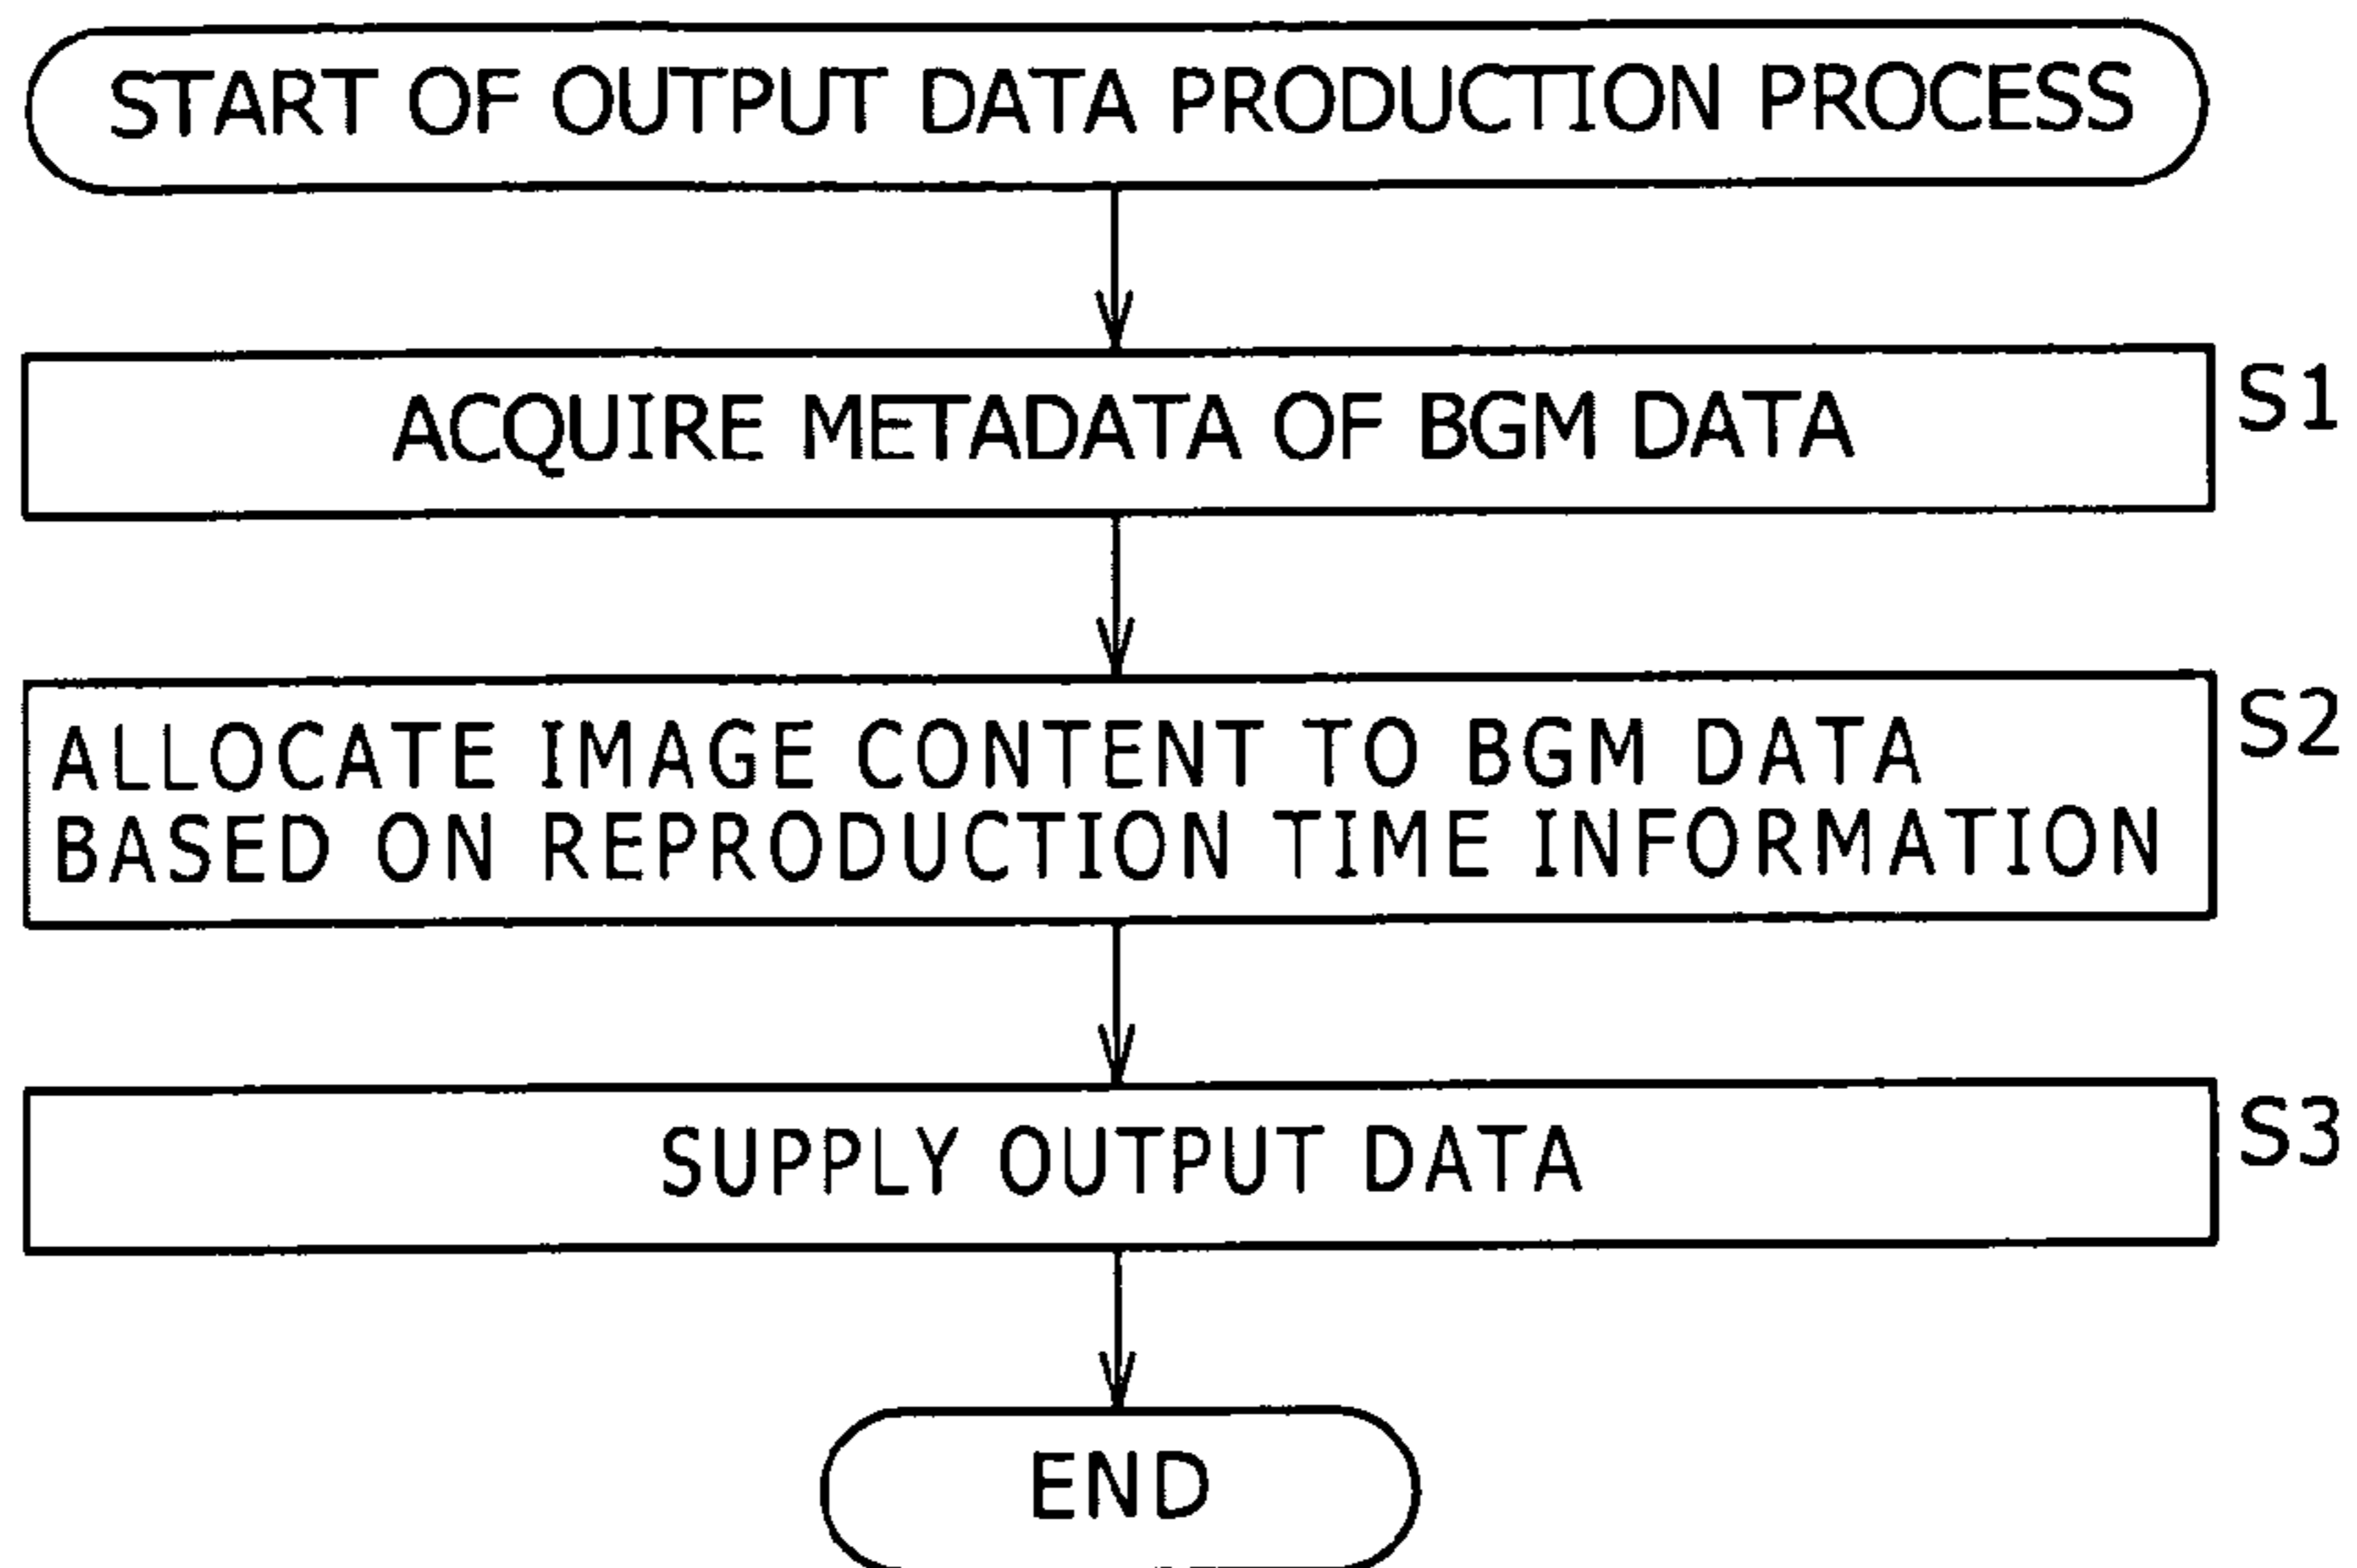 START OF OUTPUT DATA PRODUCTION PROCESS
ACQUIRE METADATA OF BGM DATA
S1
ALLOCATE IMAGE CONTENT TO BGM DATA
S2
BASED ON REPRODUCTION TIME INFORMATION
SUPPLY OUTPUT DATA
S3
END